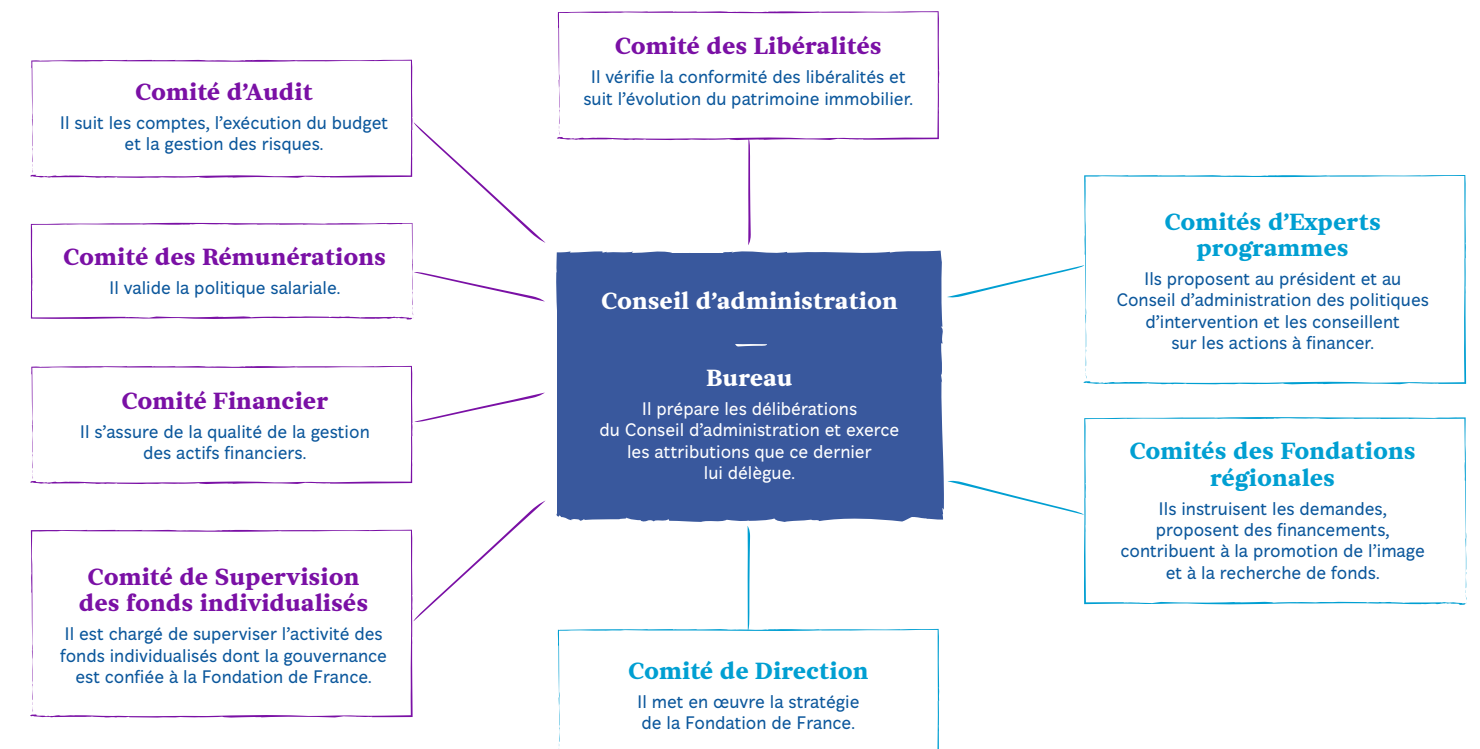 Comité des Libéralités
Il vérifie la conformité des libéralités et
suit l’évolution du patrimoine immobilier.
Comité d’Audit
Il suit les comptes, l’exécution du budget
et la gestion des risques.
Comité des Rémunérations
Il valide la politique salariale.
Comité Financier
Il s’assure de la qualité de la gestion
des actifs financiers.
Comité de Supervision
des fonds individualisés
Il est chargé de superviser l’activité des
fonds individualisés dont la gouvernance
est confiée à la Fondation de France.
Conseil d’administration
Bureau
Il prépare les délibérations
du Conseil d’administration et exerce
les attributions que ce dernier
lui délègue.
Comité de Direction
Il met en œuvre la stratégie
de la Fondation de France.
Comités d’Experts
programmes
Ils proposent au président et au
Conseil d’administration des politiques
d’intervention et les conseillent
sur les actions à financer.
Comités des Fondations
régionales
Ils instruisent les demandes,
proposent des financements,
contribuent à la promotion de l’image
et à la recherche de fonds.